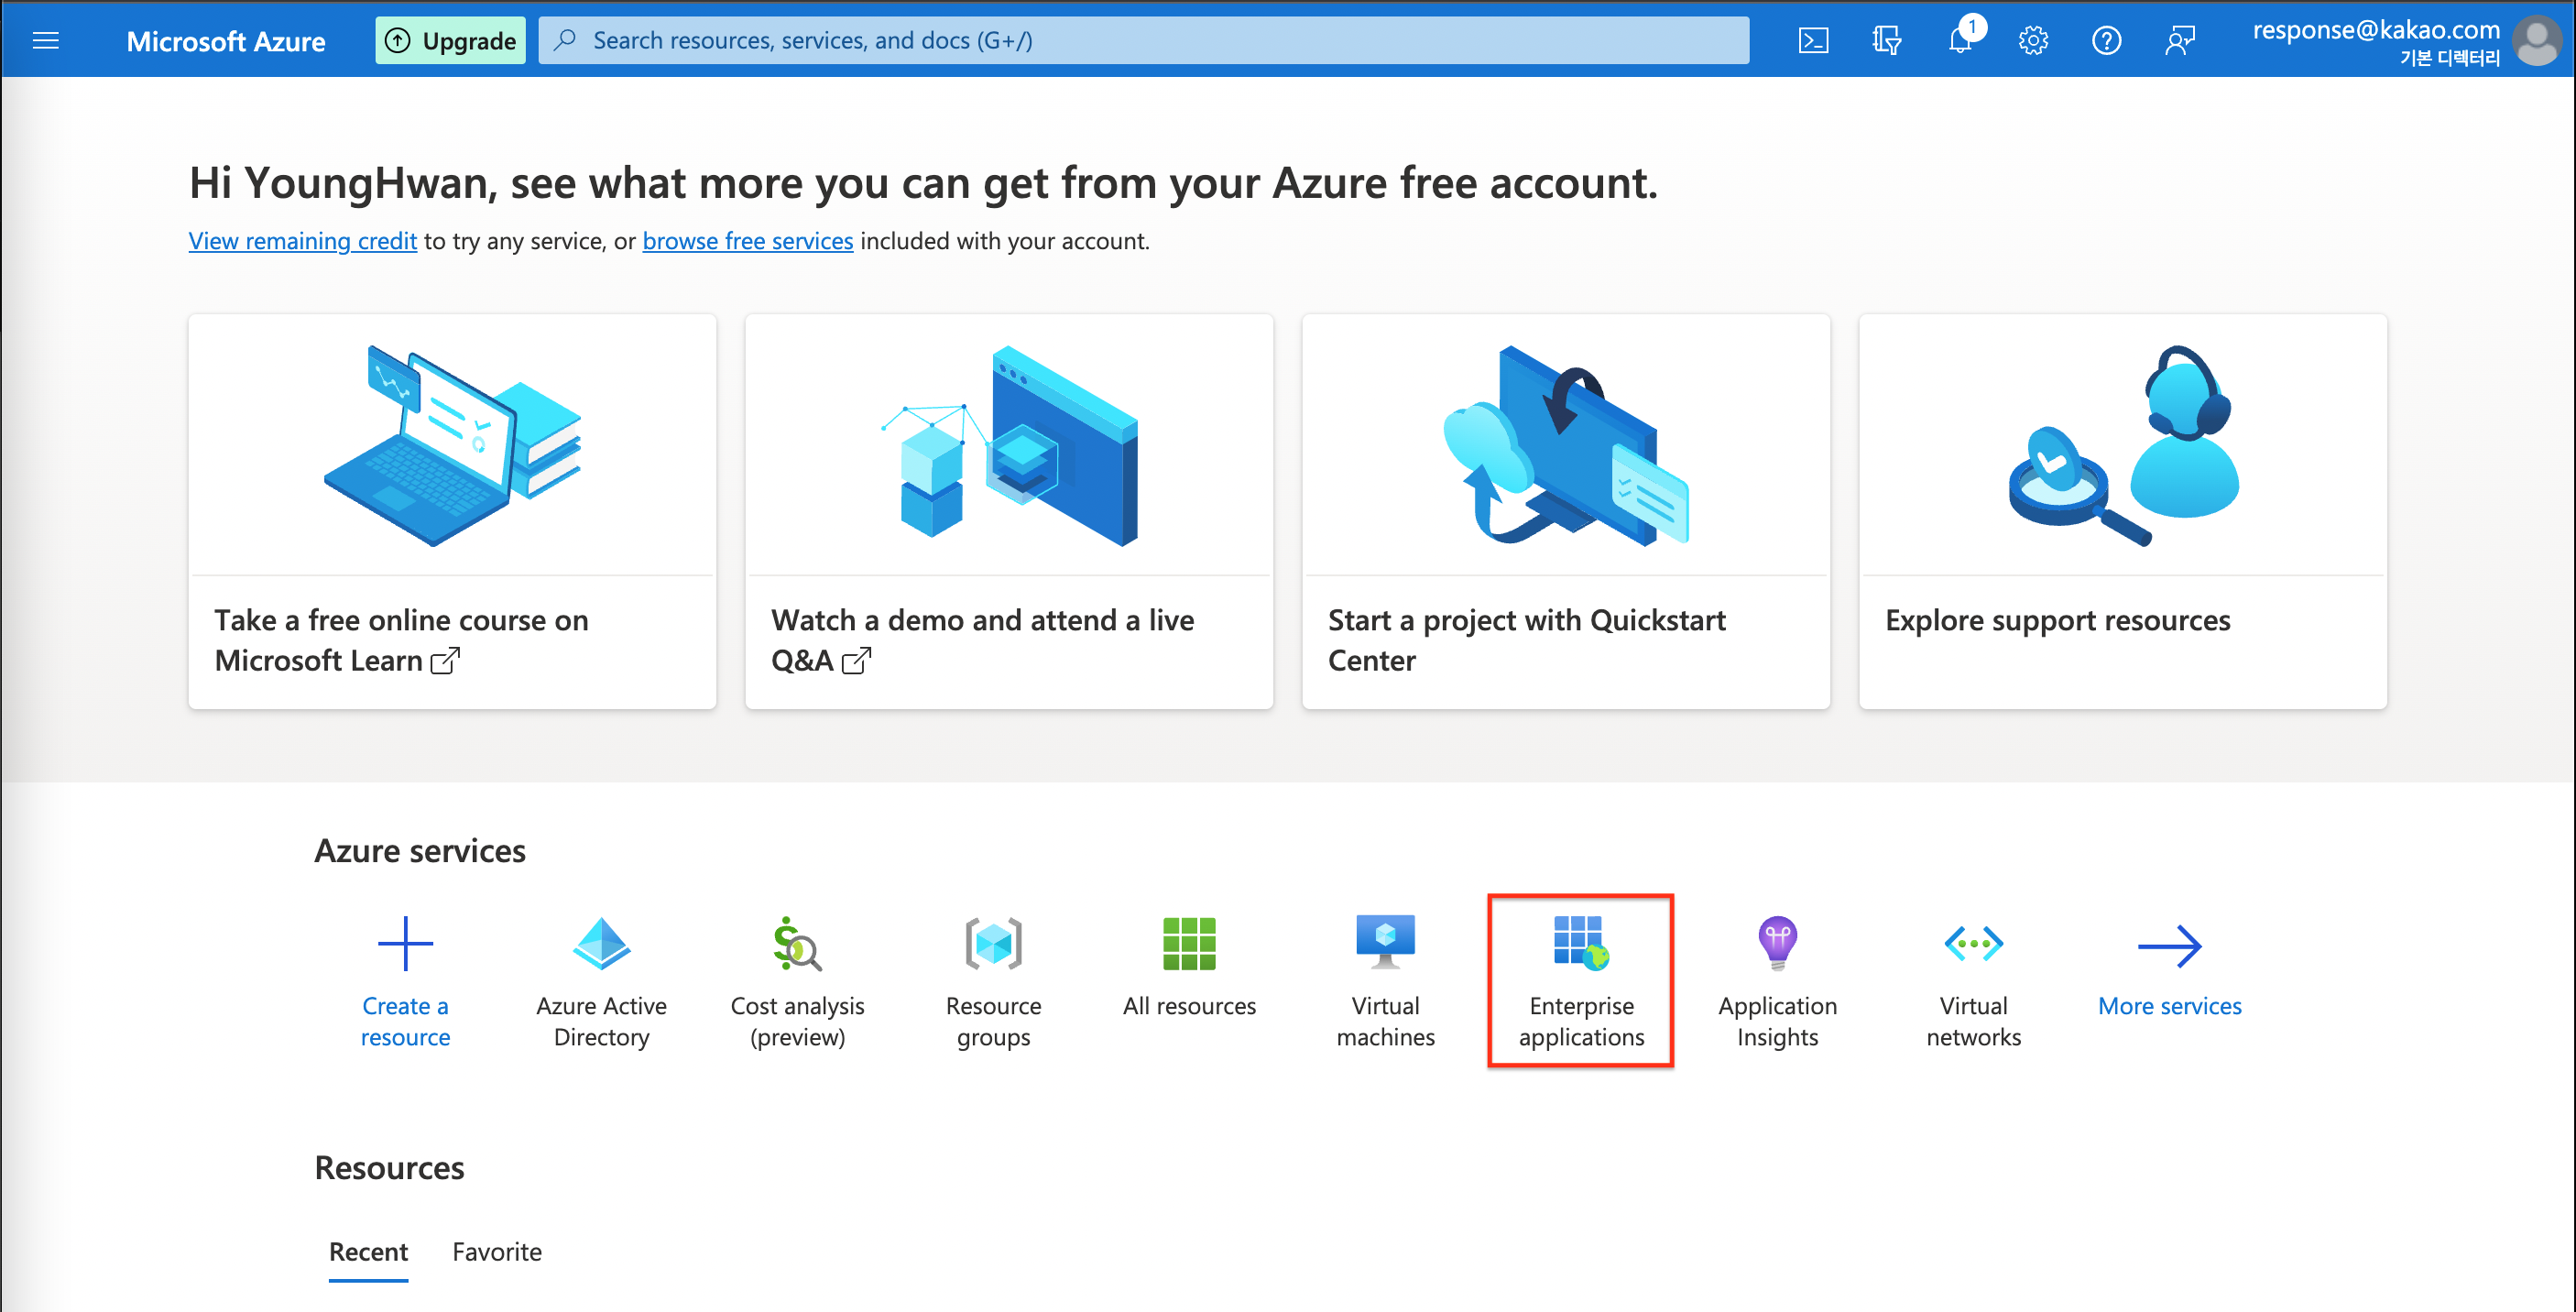 Microsoft Azure
Upgrade
Search resources, services, and docs (G+/)
1
response@kakao.com
기본 디렉터리
Hi YoungHwan, see what more you can get from your Azure free account.
View remaining credit to try any service, or browse free services included with your account.
Take a free online course on
Microsoft Learn
Watch a demo and attend a live
Q&A
Start a project with Quickstart
Center
Explore support resources
Azure services
Create a
resource
Azure Active
Directory
Cost analysis
(preview)
Resource
groups
All resources
Virtual
machines
Enterprise
applications
Application
Insights
Virtual
networks
More services
Resources
Recent
Favorite